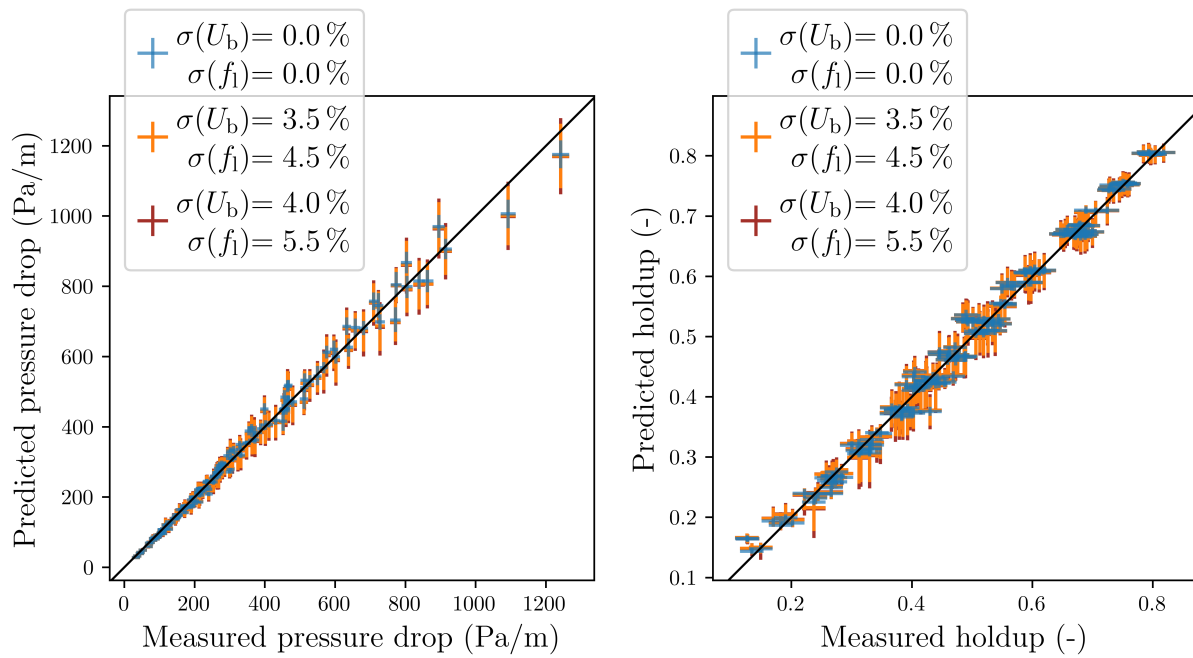 σ(U_b)= 0.0 %
σ(f_l)= 0.0 %
σ(U_b)= 3.5 %
σ(f_l)= 4.5 %
σ(U_b)= 4.0 %
σ(f_l)= 5.5 %
Predicted pressure drop (Pa/m)
1200
1000
800
600
400
200
0
0 200 400 600 800 1000 1200
Measured pressure drop (Pa/m)
σ(U_b)= 0.0 %
σ(f_l)= 0.0 %
σ(U_b)= 3.5 %
σ(f_l)= 4.5 %
σ(U_b)= 4.0 %
σ(f_l)= 5.5 %
Predicted holdup (-)
0.8
0.7
0.6
0.5
0.4
0.3
0.2
0.1
0.2 0.4 0.6 0.8
Measured holdup (-)